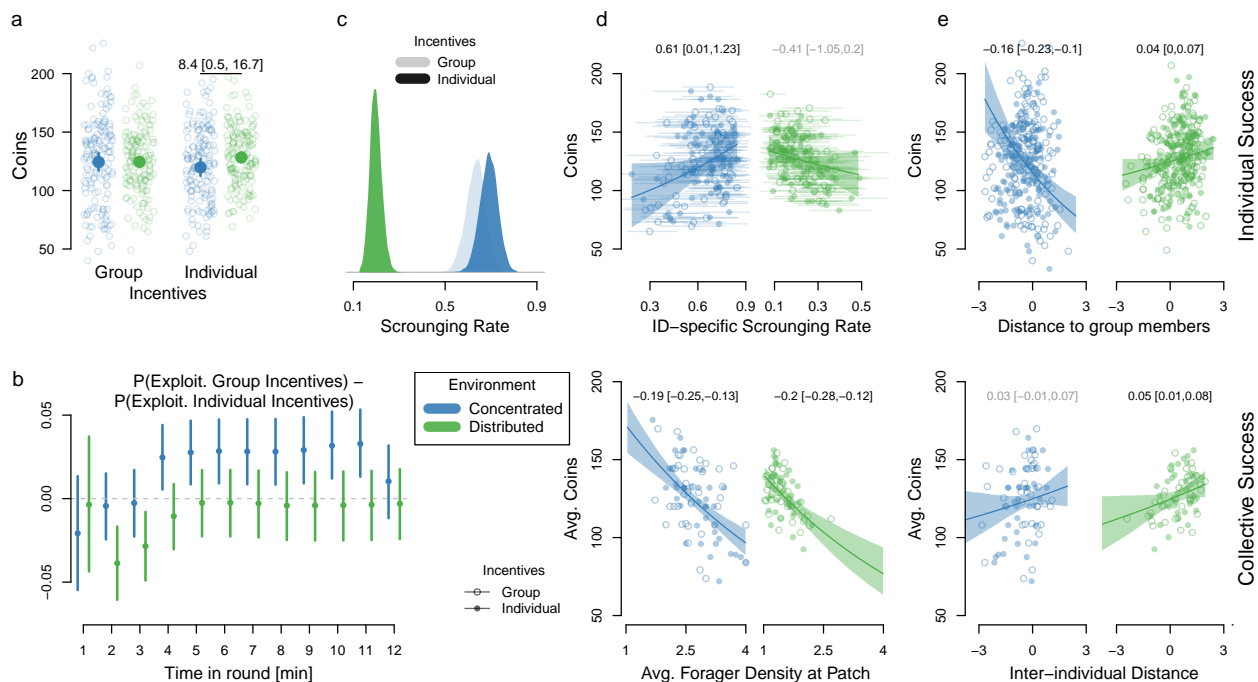 a
Coins
200
150
100
50
8.4 [0.5, 16.7]
Group
Individual
Incentives
c
Incentives
Group
Individual
0.1
0.5
0.9
Scrounging Rate
d
0.61 [0.01,1.23]
−0.41 [−1.05,0.2]
Coins
200
150
100
50
0.3
0.6
0.9
0.1
0.3
0.5
ID−specific Scrounging Rate
e
−0.16 [−0.23,−0.1]
0.04 [0,0.07]
Coins
200
150
100
50
−3
0
3
−3
0
3
Distance to group members
Individual Success
b
P(Exploit. Group Incentives) −
P(Exploit. Individual Incentives)
0.05
0.00
−0.05
1 2 3 4 5 6 7 8 9 10 11 12
Time in round [min]
Environment
Concentrated
Distributed
Incentives
Group
Individual
−0.19 [−0.25,−0.13]
−0.2 [−0.28,−0.12]
Avg. Coins
200
150
100
50
1
2.5
4
1
2.5
4
Avg. Forager Density at Patch
0.03 [−0.01,0.07]
0.05 [0.01,0.08]
Avg. Coins
200
150
100
50
−3
0
3
−3
0
3
Inter−individual Distance
Collective Success